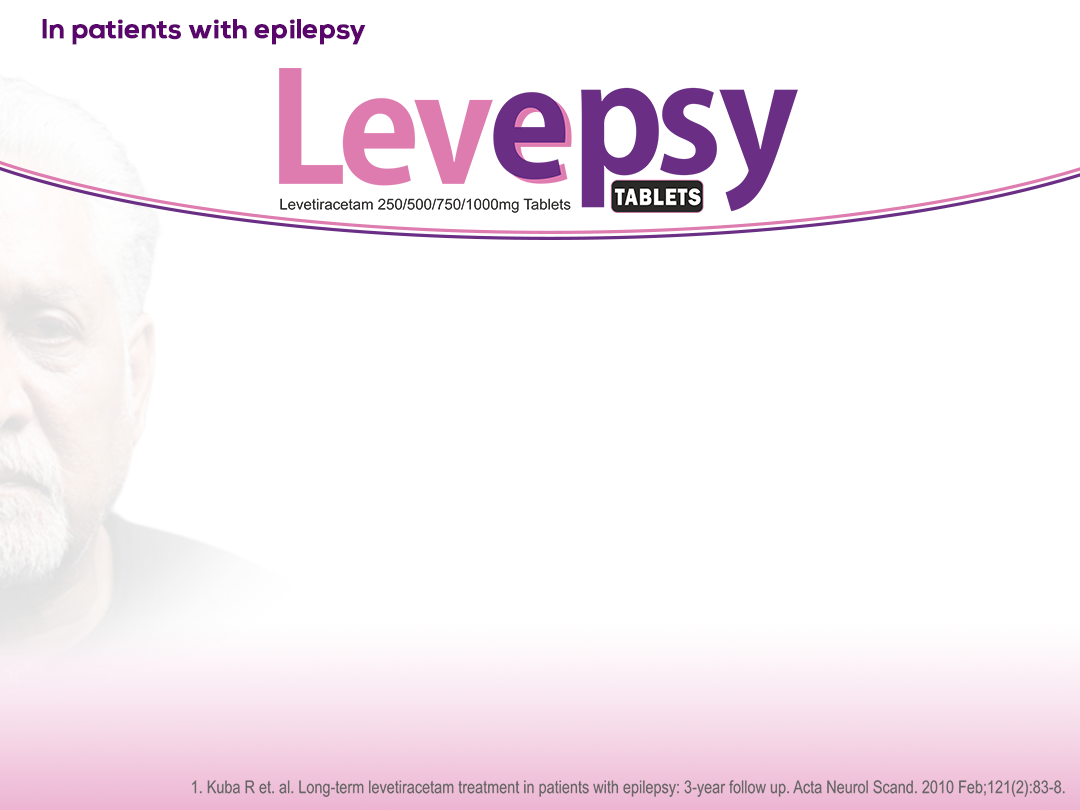 In patients with epilepsy
Levepsy
TABLETS
Levetiracetam 250/500/750/1000mg Tablets
1. Kuba R et. al. Long-term levetiracetam treatment in patients with epilepsy: 3-year follow up. Acta Neurol Scand. 2010 Feb;121(2):83-8.